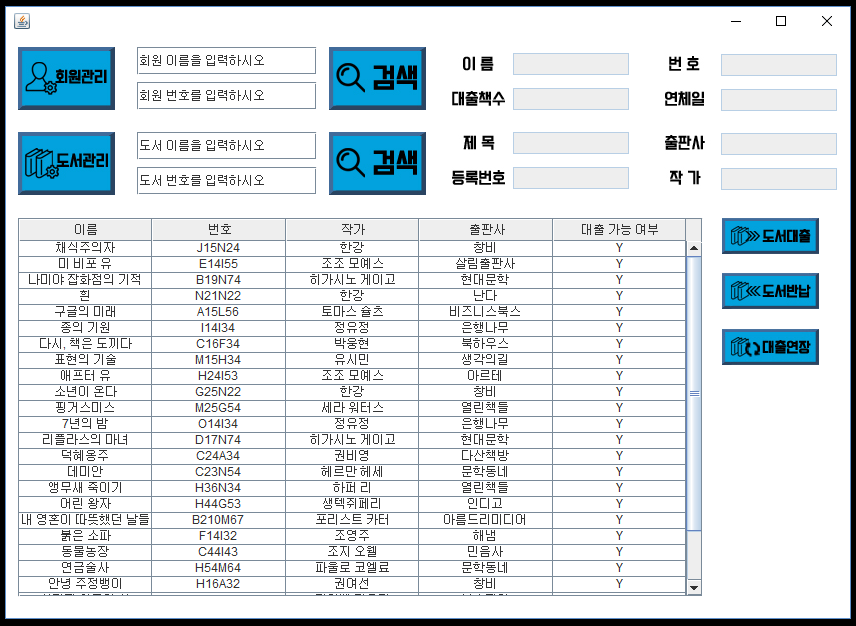 회원관리
회원 이름을 입력하시오
회원 번호를 입력하시오
검색
이 름
번 호
대출책수
연체일
도서관리
도서 이름을 입력하시오
도서 번호를 입력하시오
검색
제 목
출판사
등록번호
작 가
이름 번호 작가 출판사 대출 가능 여부
채식주의자 J15N24 한강 창비 Y
미 비포 유 E14I55 조조 모예스 살림출판사 Y
나미야 잡화점의 기적 B19N74 히가시노 게이고 현대문학 Y
흰 N21N22 한강 난다 Y
구글의 미래 A15L56 토마스 슐츠 비즈니스북스 Y
종의 기원 I14I34 정유정 은행나무 Y
다시, 책은 도끼다 C16F34 박웅현 북하우스 Y
표현의 기술 M15H34 유시민 생각의길 Y
애프터 유 H24I53 조조 모예스 아르테 Y
소년이 온다 G25N22 한강 창비 Y
핑거스미스 M25G54 세라 워터스 열린책들 Y
7년의 밤 O14I34 정유정 은행나무 Y
라플라스의 마녀 D17N74 히가시노 게이고 현대문학 Y
덕혜옹주 C24A34 권비영 다산책방 Y
데미안 C23N54 헤르만 헤세 문학동네 Y
앵무새 죽이기 H36N34 하퍼 리 열린책들 Y
어린 왕자 H44G53 생텍쥐페리 인디고 Y
내 영혼이 따뜻했던 날들 B210M67 포리스트 카터 아름드리미디어 Y
붉은 소파 F14I32 조영주 해냄 Y
동물농장 C44I43 조지 오웰 민음사 Y
연금술사 H54M64 파울로 코엘료 문학동네 Y
안녕 주정뱅이 H16A32 권여선 창비 Y
도서대출
도서반납
대출연장